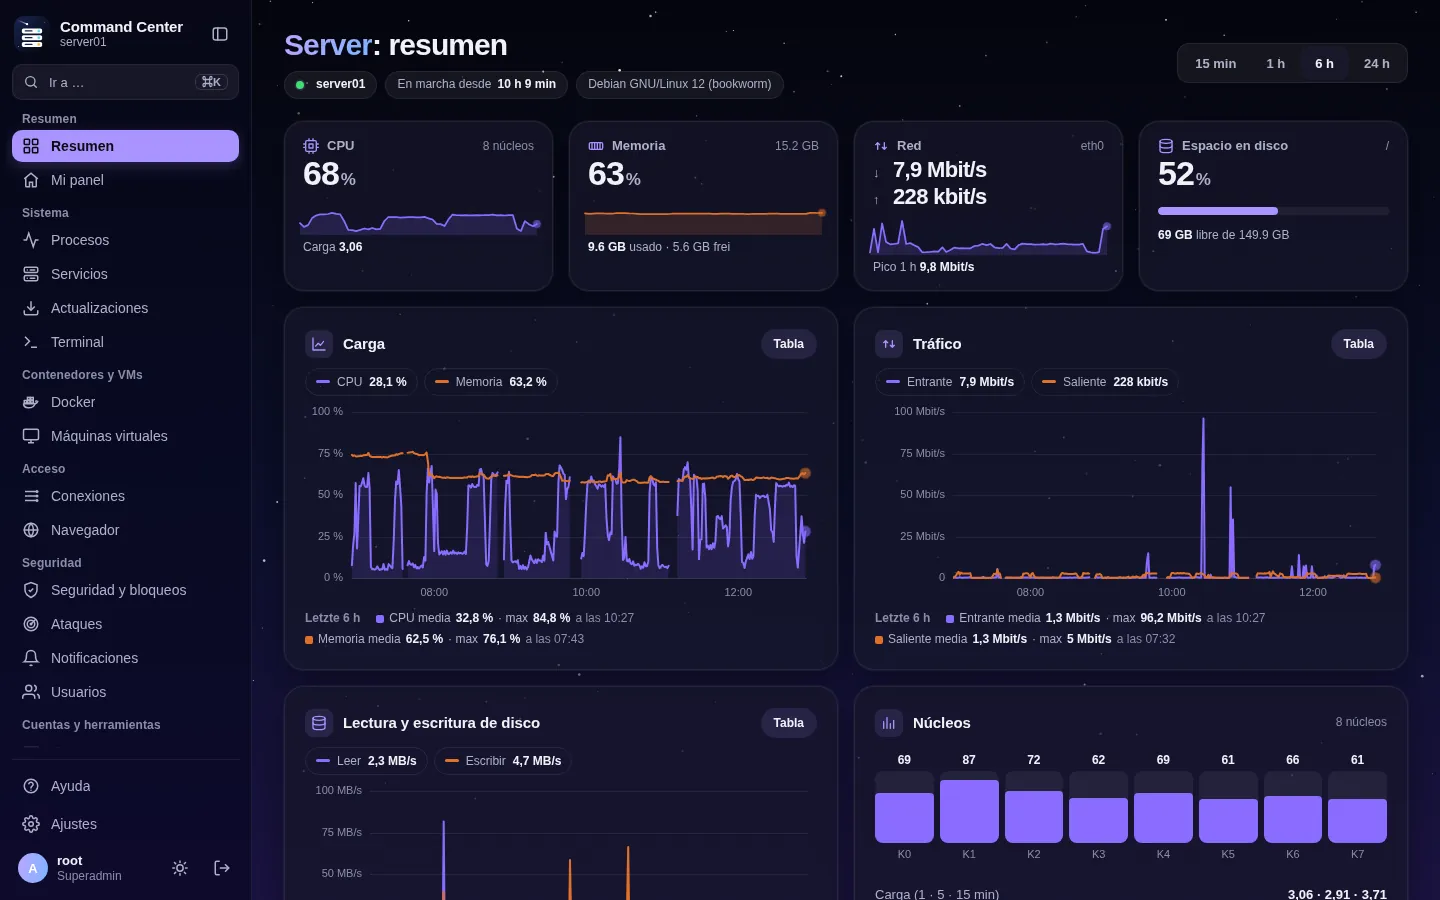 Command Center
server01
Ir a …
⌘K
Resumen
Resumen
Mi panel
Sistema
Procesos
Servicios
Actualizaciones
Terminal
Contenedores y VMs
Docker
Máquinas virtuales
Acceso
Conexiones
Navegador
Seguridad
Seguridad y bloqueos
Ataques
Notificaciones
Usuarios
Cuentas y herramientas
Ayuda
Ajustes
A
root
Superadmin
Server: resumen
server01
En marcha desde 10 h 9 min
Debian GNU/Linux 12 (bookworm)
15 min 1 h 6 h 24 h
CPU 8 núcleos
68%
Carga 3,06
Memoria 15.2 GB
63%
9.6 GB usado · 5.6 GB frei
Red eth0
↓ 7,9 Mbit/s
↑ 228 kbit/s
Pico 1 h 9,8 Mbit/s
Espacio en disco /
52%
69 GB libre de 149.9 GB
Carga Tabla
CPU 28,1 % Memoria 63,2 %
100 %
75 %
50 %
25 %
0 %
08:00 10:00 12:00
Letzte 6 h CPU media 32,8 % · max 84,8 % a las 10:27
Memoria media 62,5 % · max 76,1 % a las 07:43
Tráfico Tabla
Entrante 7,9 Mbit/s Saliente 228 kbit/s
100 Mbit/s
75 Mbit/s
50 Mbit/s
25 Mbit/s
0
08:00 10:00 12:00
Letzte 6 h Entrante media 1,3 Mbit/s · max 96,2 Mbit/s a las 10:27
Saliente media 1,3 Mbit/s · max 5 Mbit/s a las 07:32
Lectura y escritura de disco Tabla
Leer 2,3 MB/s Escribir 4,7 MB/s
100 MB/s
75 MB/s
50 MB/s
Núcleos 8 núcleos
69 87 72 62 69 61 66 61
K0 K1 K2 K3 K4 K5 K6 K7
Carga (1 · 5 · 15 min) 3,06 · 2,91 · 3,71